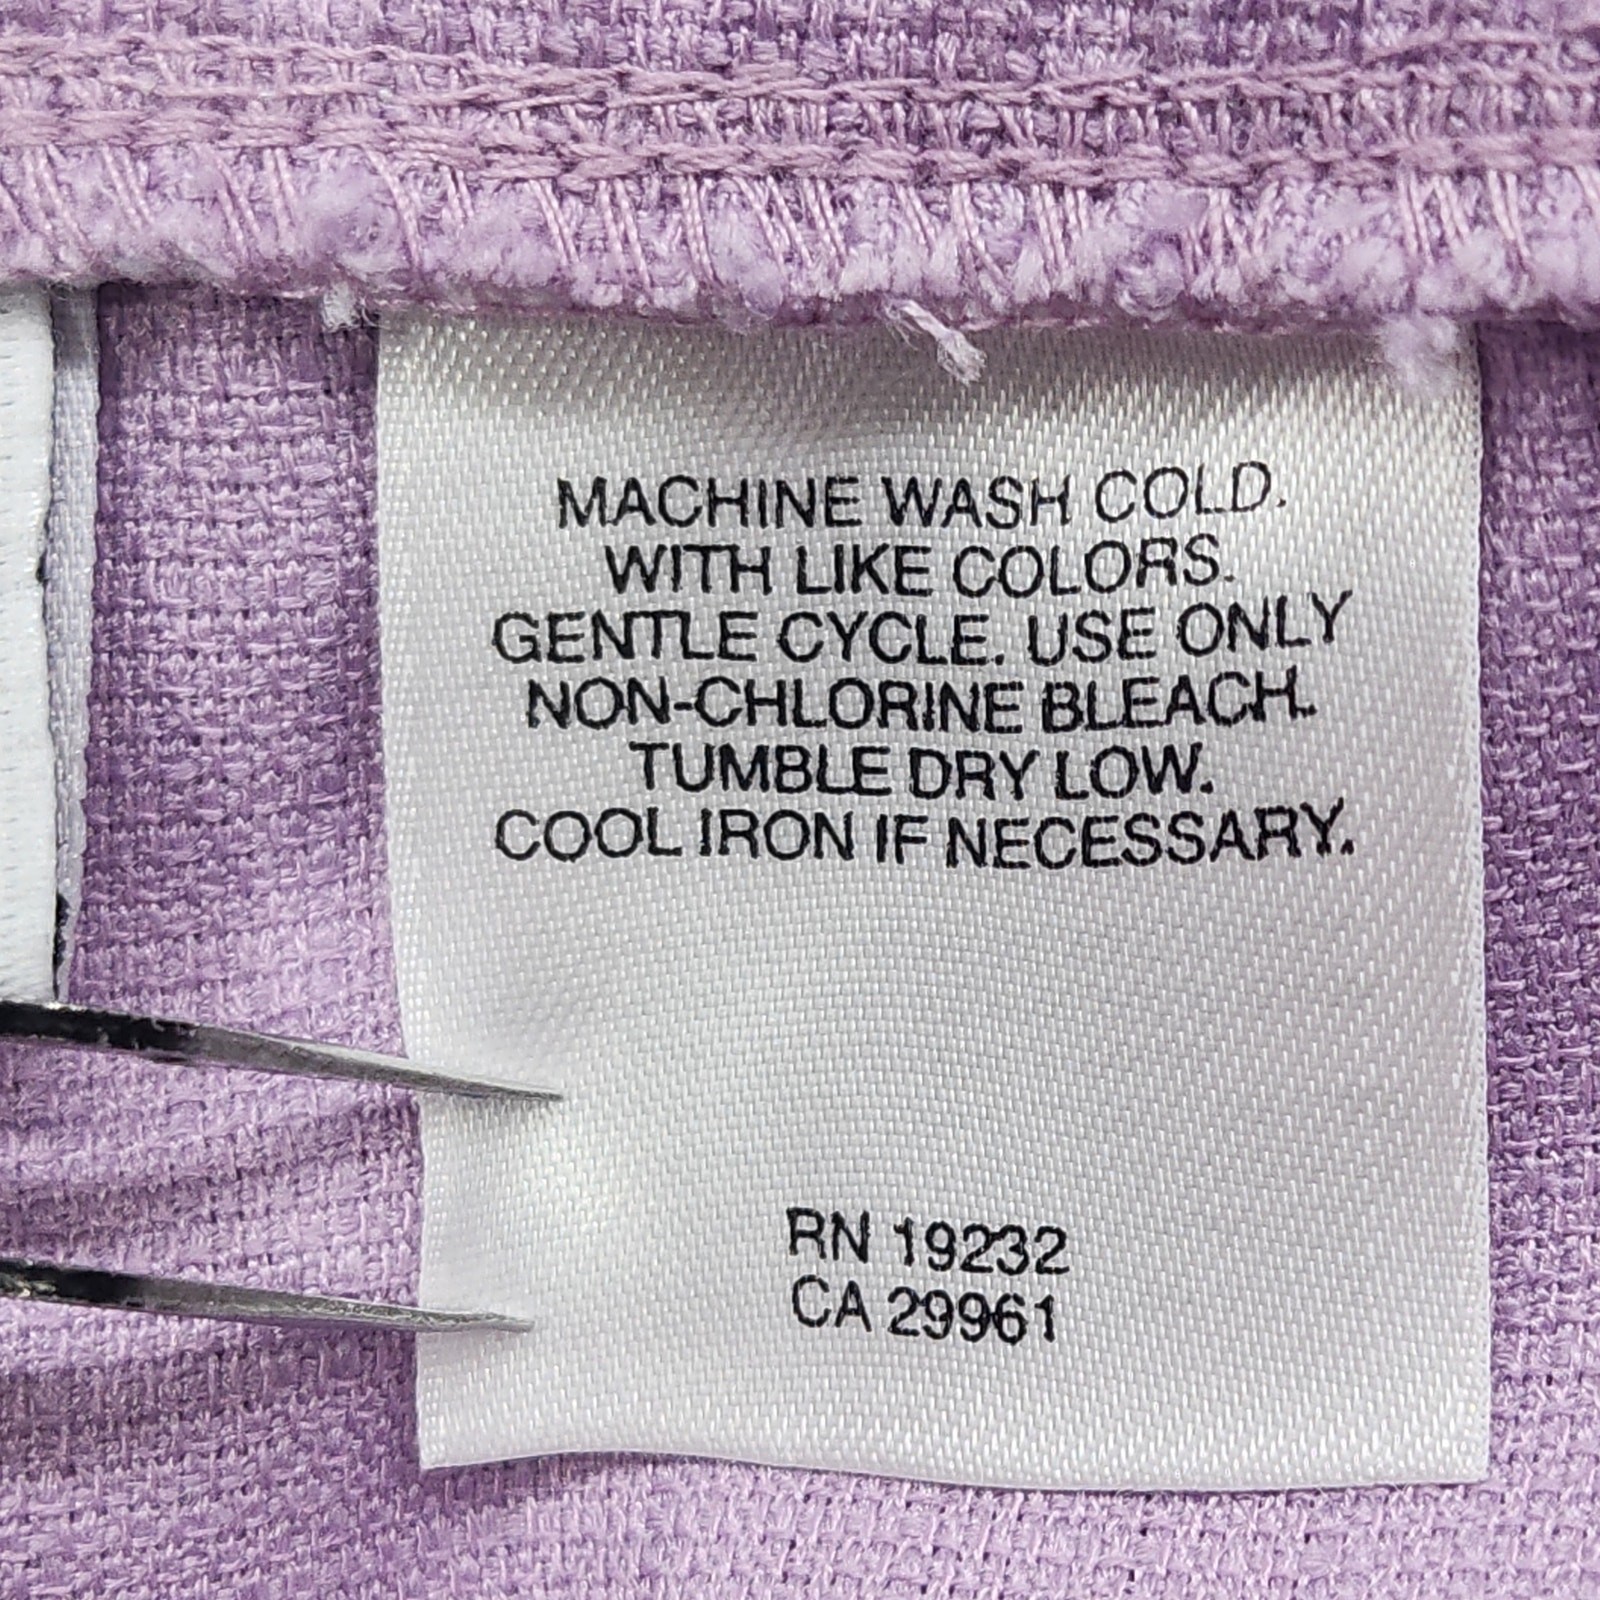 MACHINE WASH COLD.
WITH LIKE COLORS.
GENTLE CYCLE. USE ONLY
NON-CHLORINE BLEACH.
TUMBLE DRY LOW.
COOL IRON IF NECESSARY.
RN 19232
CA 29961